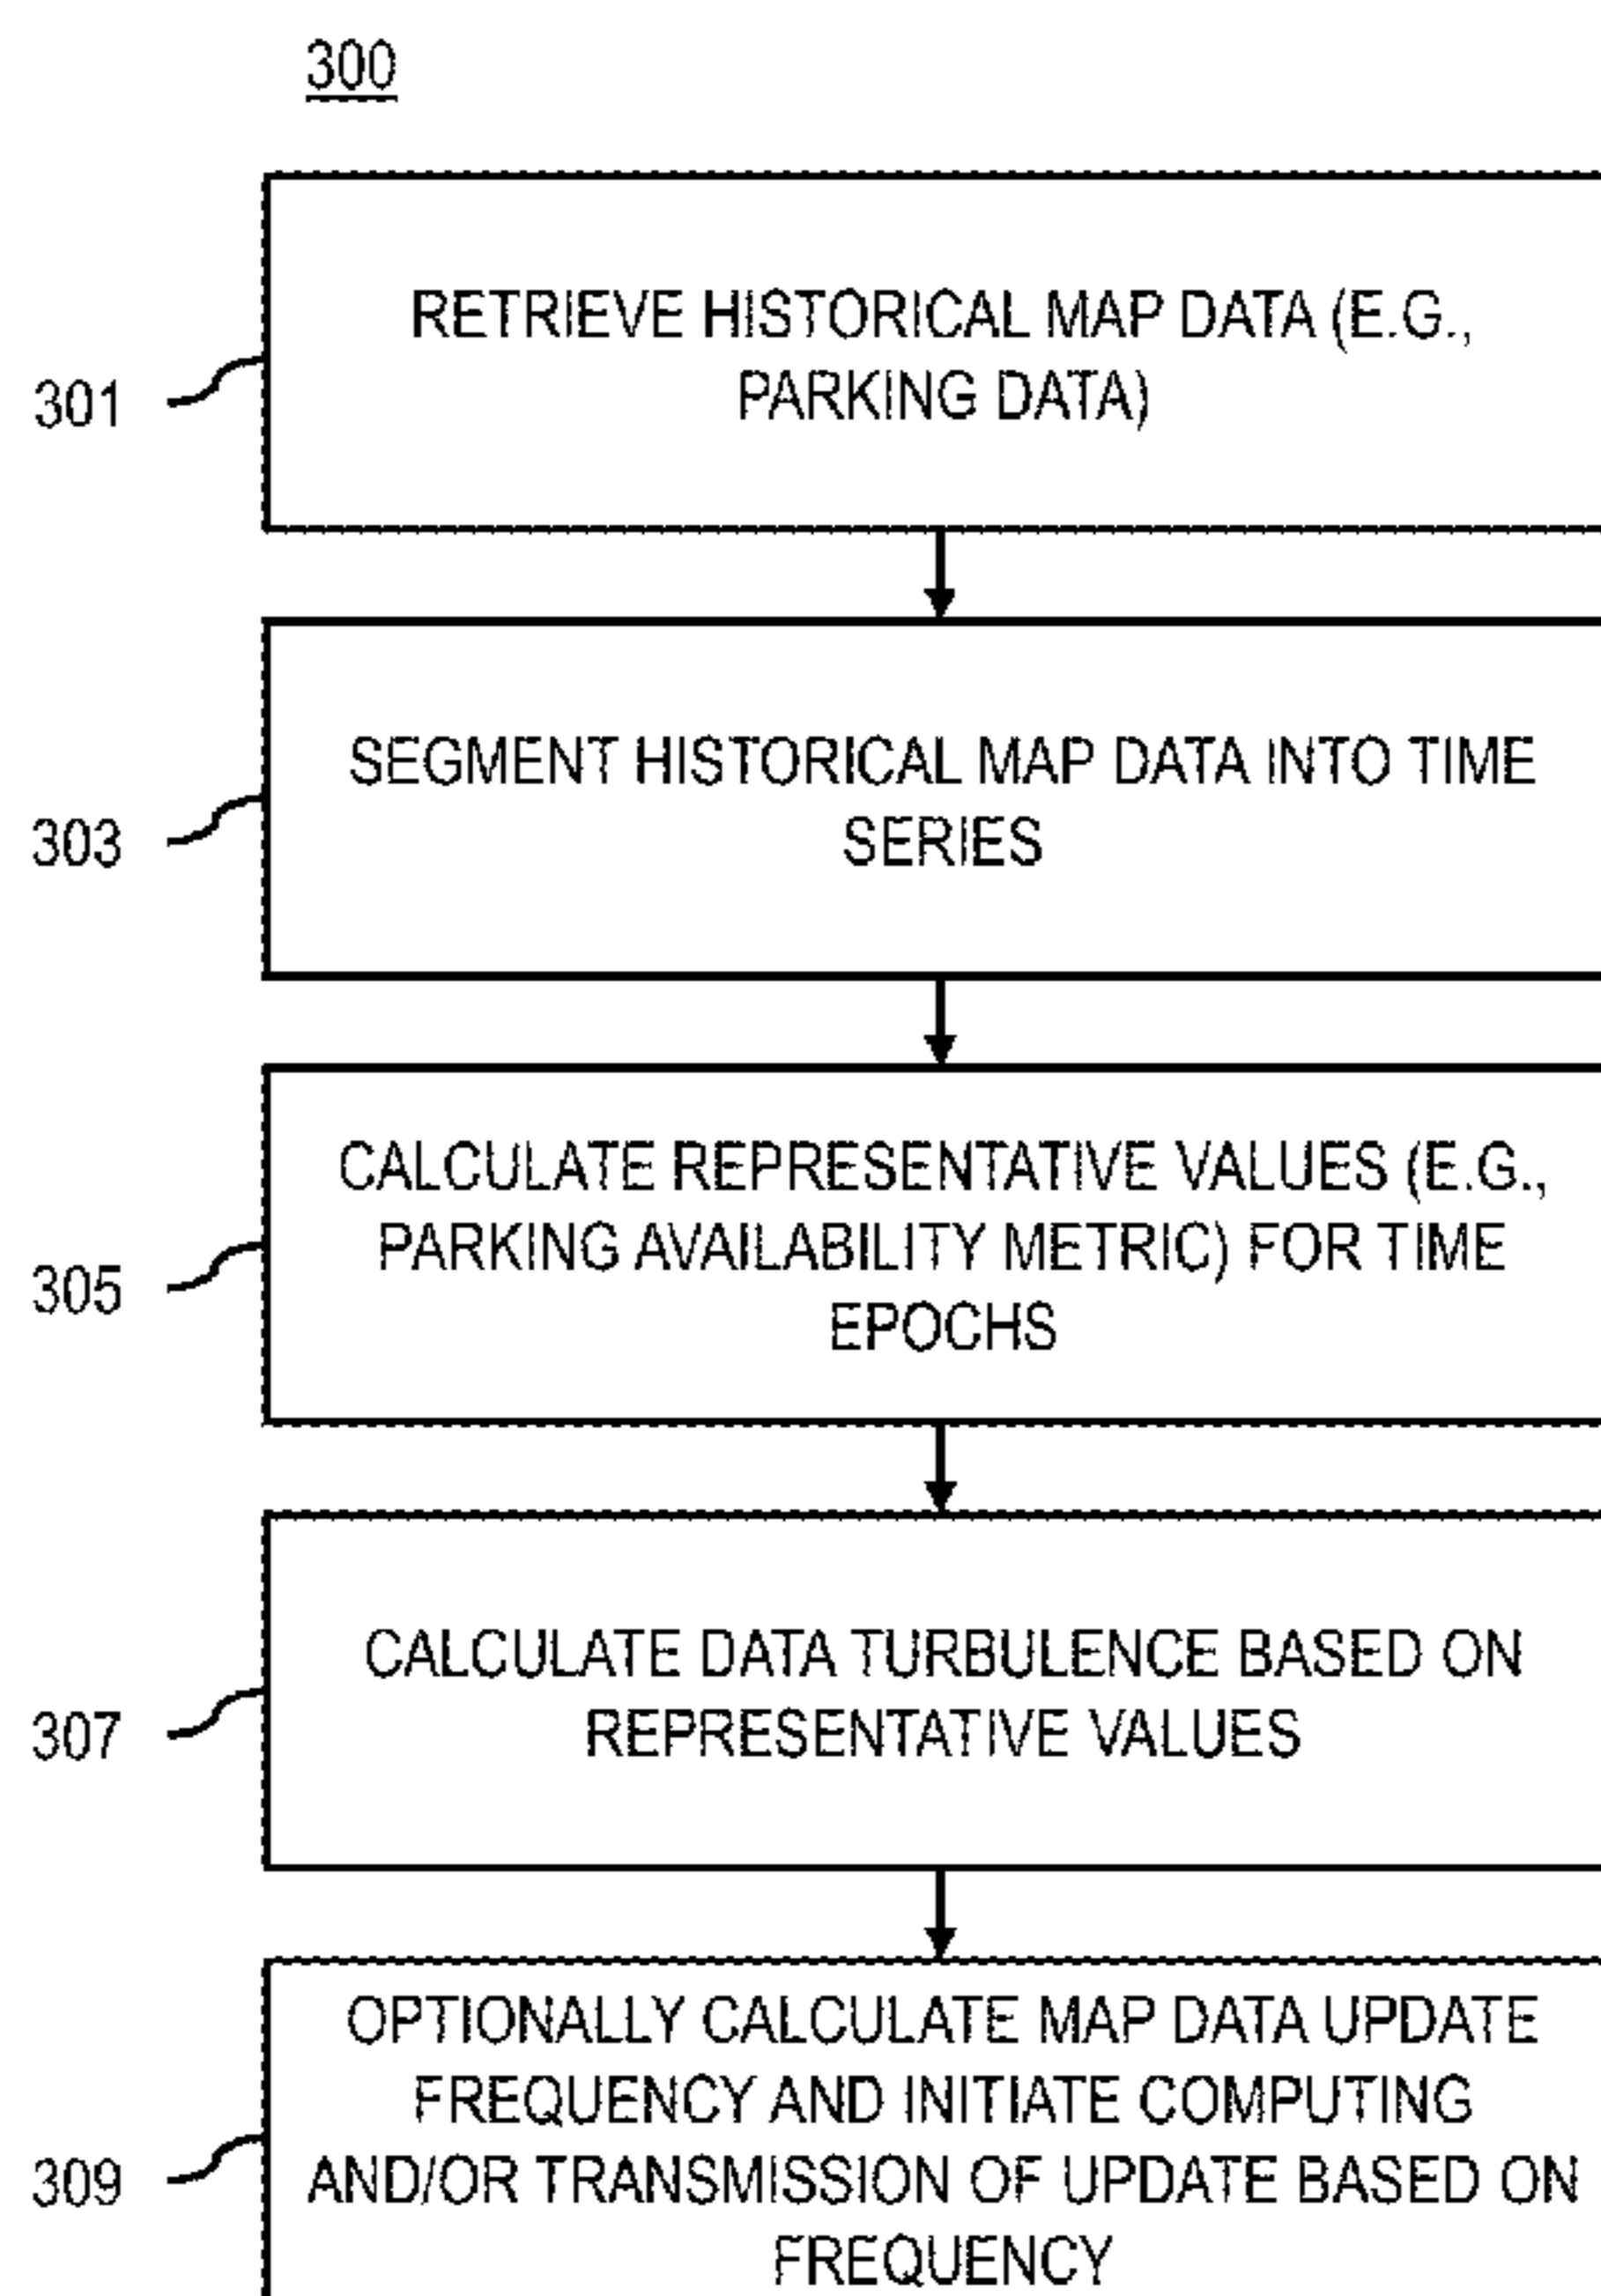 300
RETRIEVE HISTORICAL MAP DATA (E.G.,
PARKING DATA)
301
SEGMENT HISTORICAL MAP DATA INTO TIME
SERIES
303
CALCULATE REPRESENTATIVE VALUES (E.G.,
PARKING AVAILABILITY METRIC) FOR TIME
EPOCHS
305
CALCULATE DATA TURBULENCE BASED ON
REPRESENTATIVE VALUES
307
OPTIONALLY CALCULATE MAP DATA UPDATE
FREQUENCY AND INITIATE COMPUTING
AND/OR TRANSMISSION OF UPDATE BASED ON
FREQUENCY
309